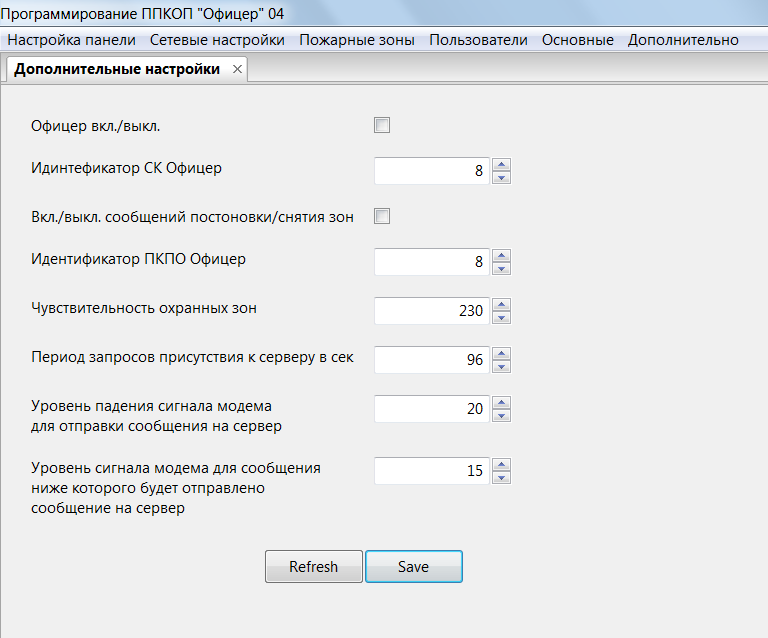 Программирование ППКОП "Офицер" 04
Настройка панели Сетевые настройки Пожарные зоны Пользователи Основные Дополнительно
Дополнительные настройки ×
Офицер вкл./выкл.
Идинтефикатор СК Офицер 8
Вкл./выкл. сообщений постоновки/снятия зон
Идентификатор ПКПО Офицер 8
Чувствительность охранных зон 230
Период запросов присутствия к серверу в сек 96
Уровень падения сигнала модема
для отправки сообщения на сервер 20
Уровень сигнала модема для сообщения
ниже которого будет отправлено 15
сообщение на сервер
Refresh Save